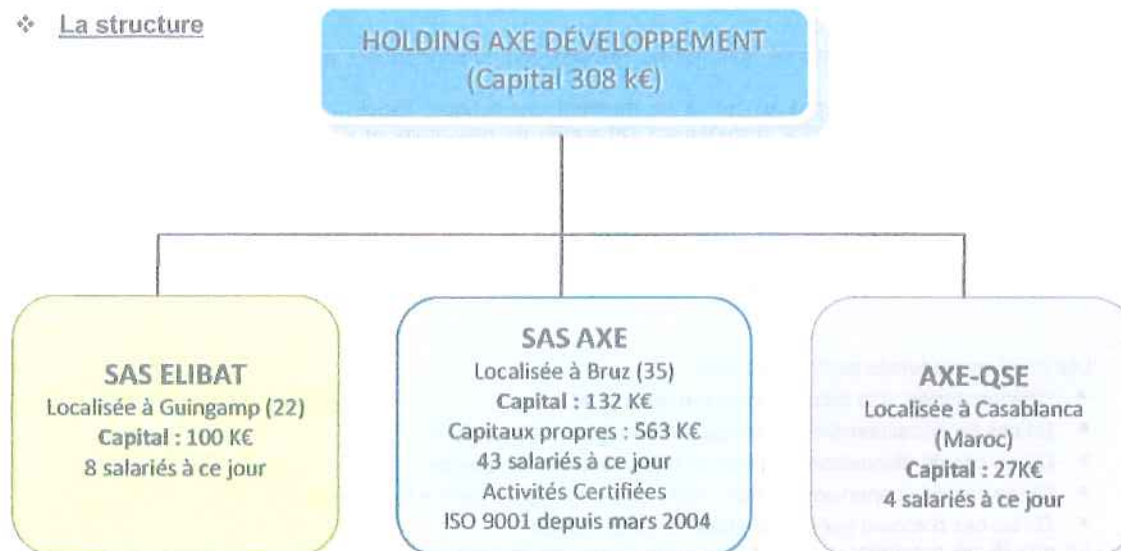 La structure
HOLDING AXE DÉVELOPPEMENT
(Capital 308 k€)
SAS ELIBAT
Localisée à Guingamp (22)
Capital : 100 K€
8 salariés à ce jour
SAS AXE
Localisée à Bruz (35)
Capital : 132 K€
Capitaux propres : 563 K€
43 salariés à ce jour
Activités Certifiées
ISO 9001 depuis mars 2004
AXE-QSE
Localisée à Casablanca
(Maroc)
Capital : 27K€
4 salariés à ce jour